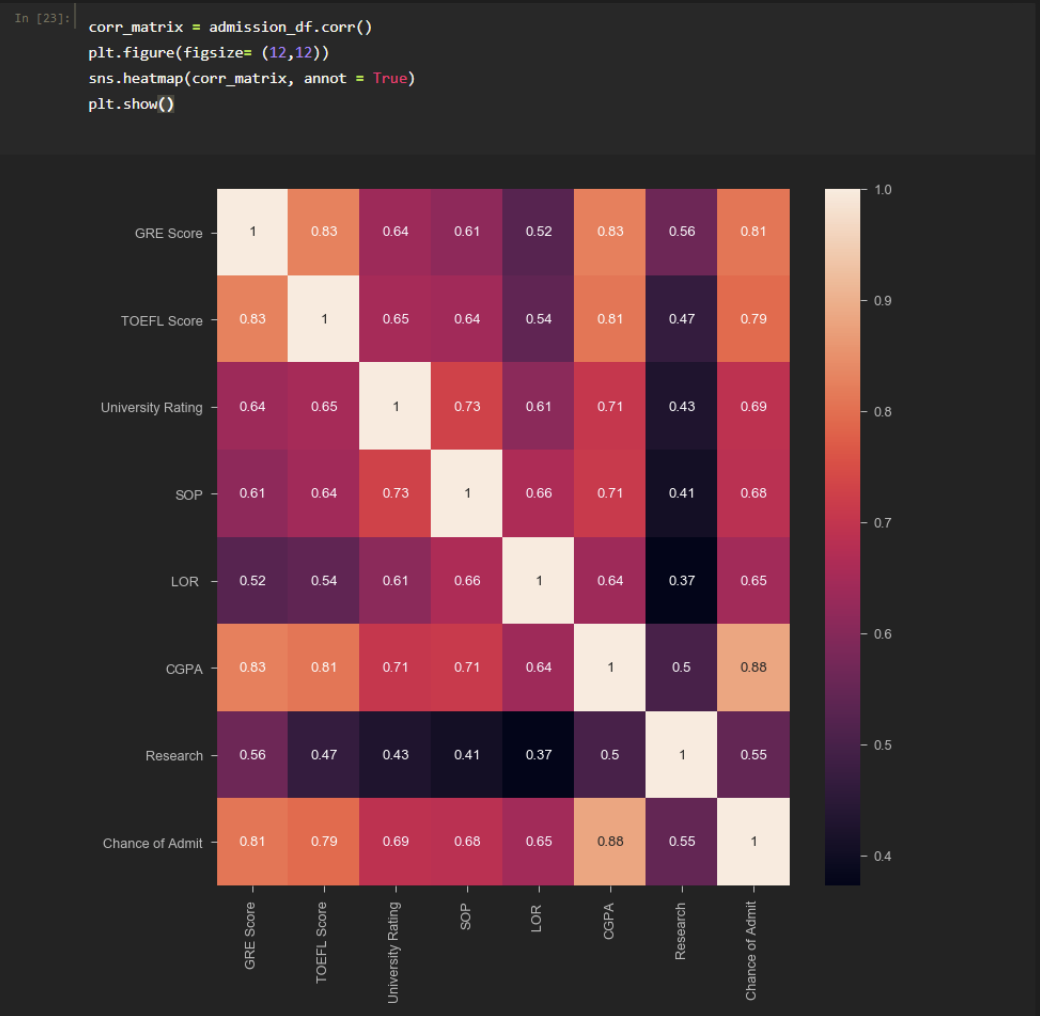 In [23]:
corr_matrix = admission_df.corr()
plt.figure(figsize= (12,12))
sns.heatmap(corr_matrix, annot = True)
plt.show()
GRE Score 1 0.83 0.64 0.61 0.52 0.83 0.56 0.81
TOEFL Score 0.83 1 0.65 0.64 0.54 0.81 0.47 0.79
University Rating 0.64 0.65 1 0.73 0.61 0.71 0.43 0.69
SOP 0.61 0.64 0.73 1 0.66 0.71 0.41 0.68
LOR 0.52 0.54 0.61 0.66 1 0.64 0.37 0.65
CGPA 0.83 0.81 0.71 0.71 0.64 1 0.5 0.88
Research 0.56 0.47 0.43 0.41 0.37 0.5 1 0.55
Chance of Admit 0.81 0.79 0.69 0.68 0.65 0.88 0.55 1
GRE Score
TOEFL Score
University Rating
SOP
LOR
CGPA
Research
Chance of Admit
1.0
0.9
0.8
0.7
0.6
0.5
0.4